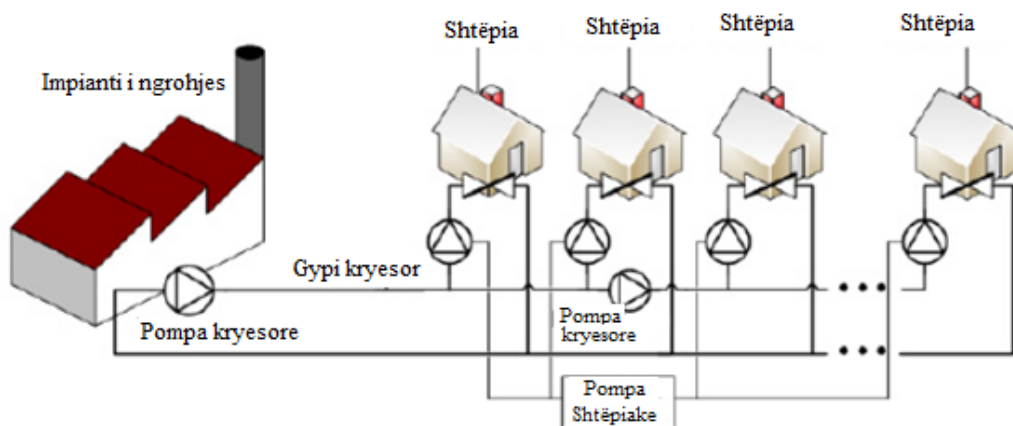 Shtëpia
Shtëpia
Shtëpia
Shtëpia
Impianti i ngrohjes
Gypi kryesor
Pompa kryesore
Pompa
kryesore
Pompa
Shtëpiake